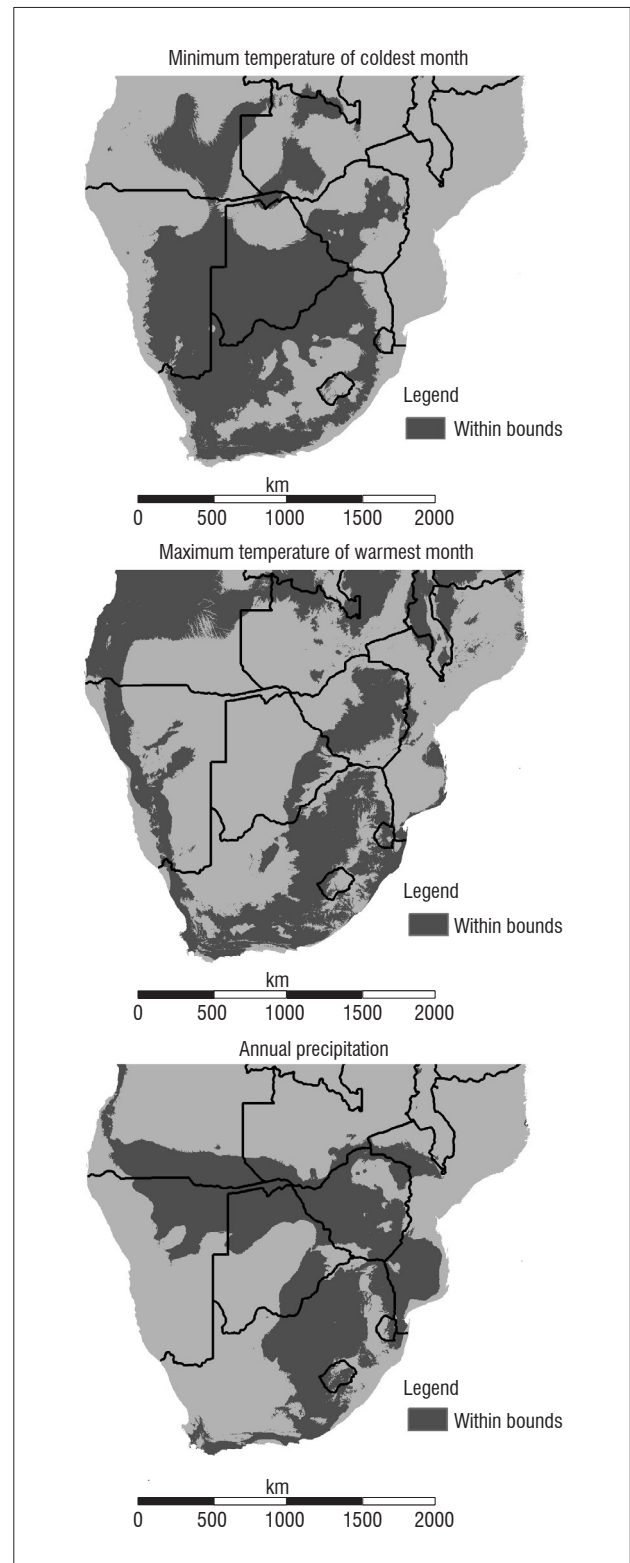 Minimum temperature of coldest month
Legend
Within bounds
km
0 500 1000 1500 2000
Maximum temperature of warmest month
Legend
Within bounds
km
0 500 1000 1500 2000
Annual precipitation
Legend
Within bounds
km
0 500 1000 1500 2000